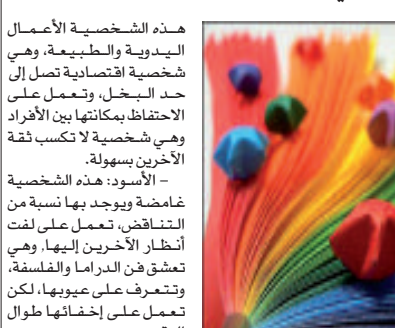 هذه الشخصية الأعمال
اليدوية والطبيعة، وهي
شخصية اقتصادية تصل إلى
حد البخل، وتعمل على
الاحتفاظ بمكانتها بين الأفراد
وهي شخصية لا تكسب ثقة
الآخرين بسهولة.
– الأسود: هذه الشخصية
غامضة ويوجد بها نسبة من
التناقض، تعمل على لفت
أنظار الآخرين إليها، وهي
تعشق فن الدراما والفلسفة،
وتتعرف على عيوبها، لكن
تعمل على إخفائها طوال